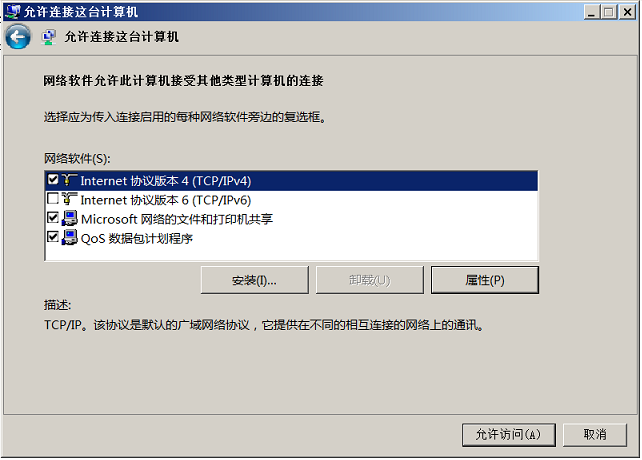 允许连接这台计算机
允许连接这台计算机
网络软件允许此计算机接受其他类型计算机的连接
选择应为传入连接启用的每种网络软件旁边的复选框。
网络软件(S):
Internet 协议版本 4 (TCP/IPv4)
Internet 协议版本 6 (TCP/IPv6)
Microsoft 网络的文件和打印机共享
QoS 数据包计划程序
安装(I)... 卸载(U) 属性(P)
描述:
TCP/IP。该协议是默认的广域网络协议，它提供在不同的相互连接的网络上的通讯。
允许访问(A) 取消